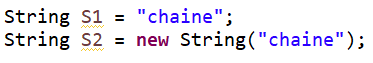 String S1 = "chaine";
String S2 = new String("chaine");